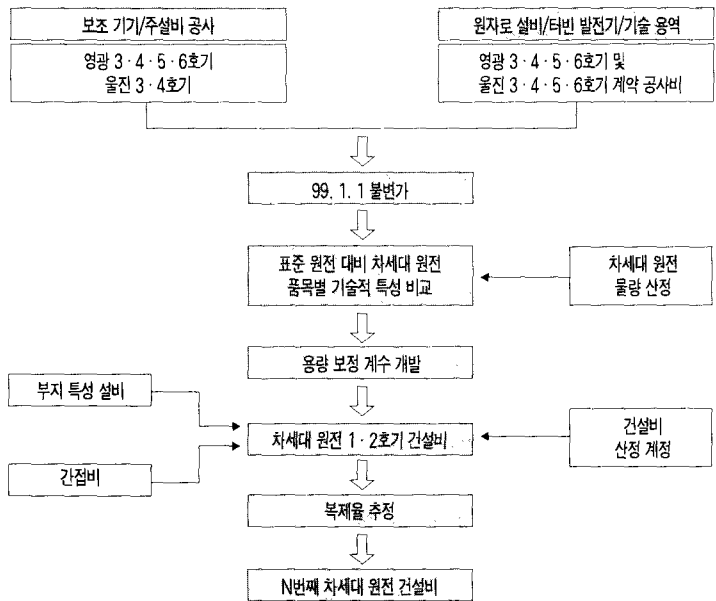 보조 기기/주설비 공사
영광 3 · 4 · 5 · 6호기
울진 3 · 4호기
원자로 설비/터빈 발전기/기술 용역
영광 3 · 4 · 5 · 6호기 및
울진 3 · 4 · 5 · 6호기 계약 공사비
99. 1. 1 불변가
표준 원전 대비 차세대 원전
품목별 기술적 특성 비교
차세대 원전
물량 산정
용량 보정 계수 개발
부지 특성 설비
차세대 원전 1 · 2호기 건설비
건설비
산정 계정
간접비
복제율 추정
N번째 차세대 원전 건설비